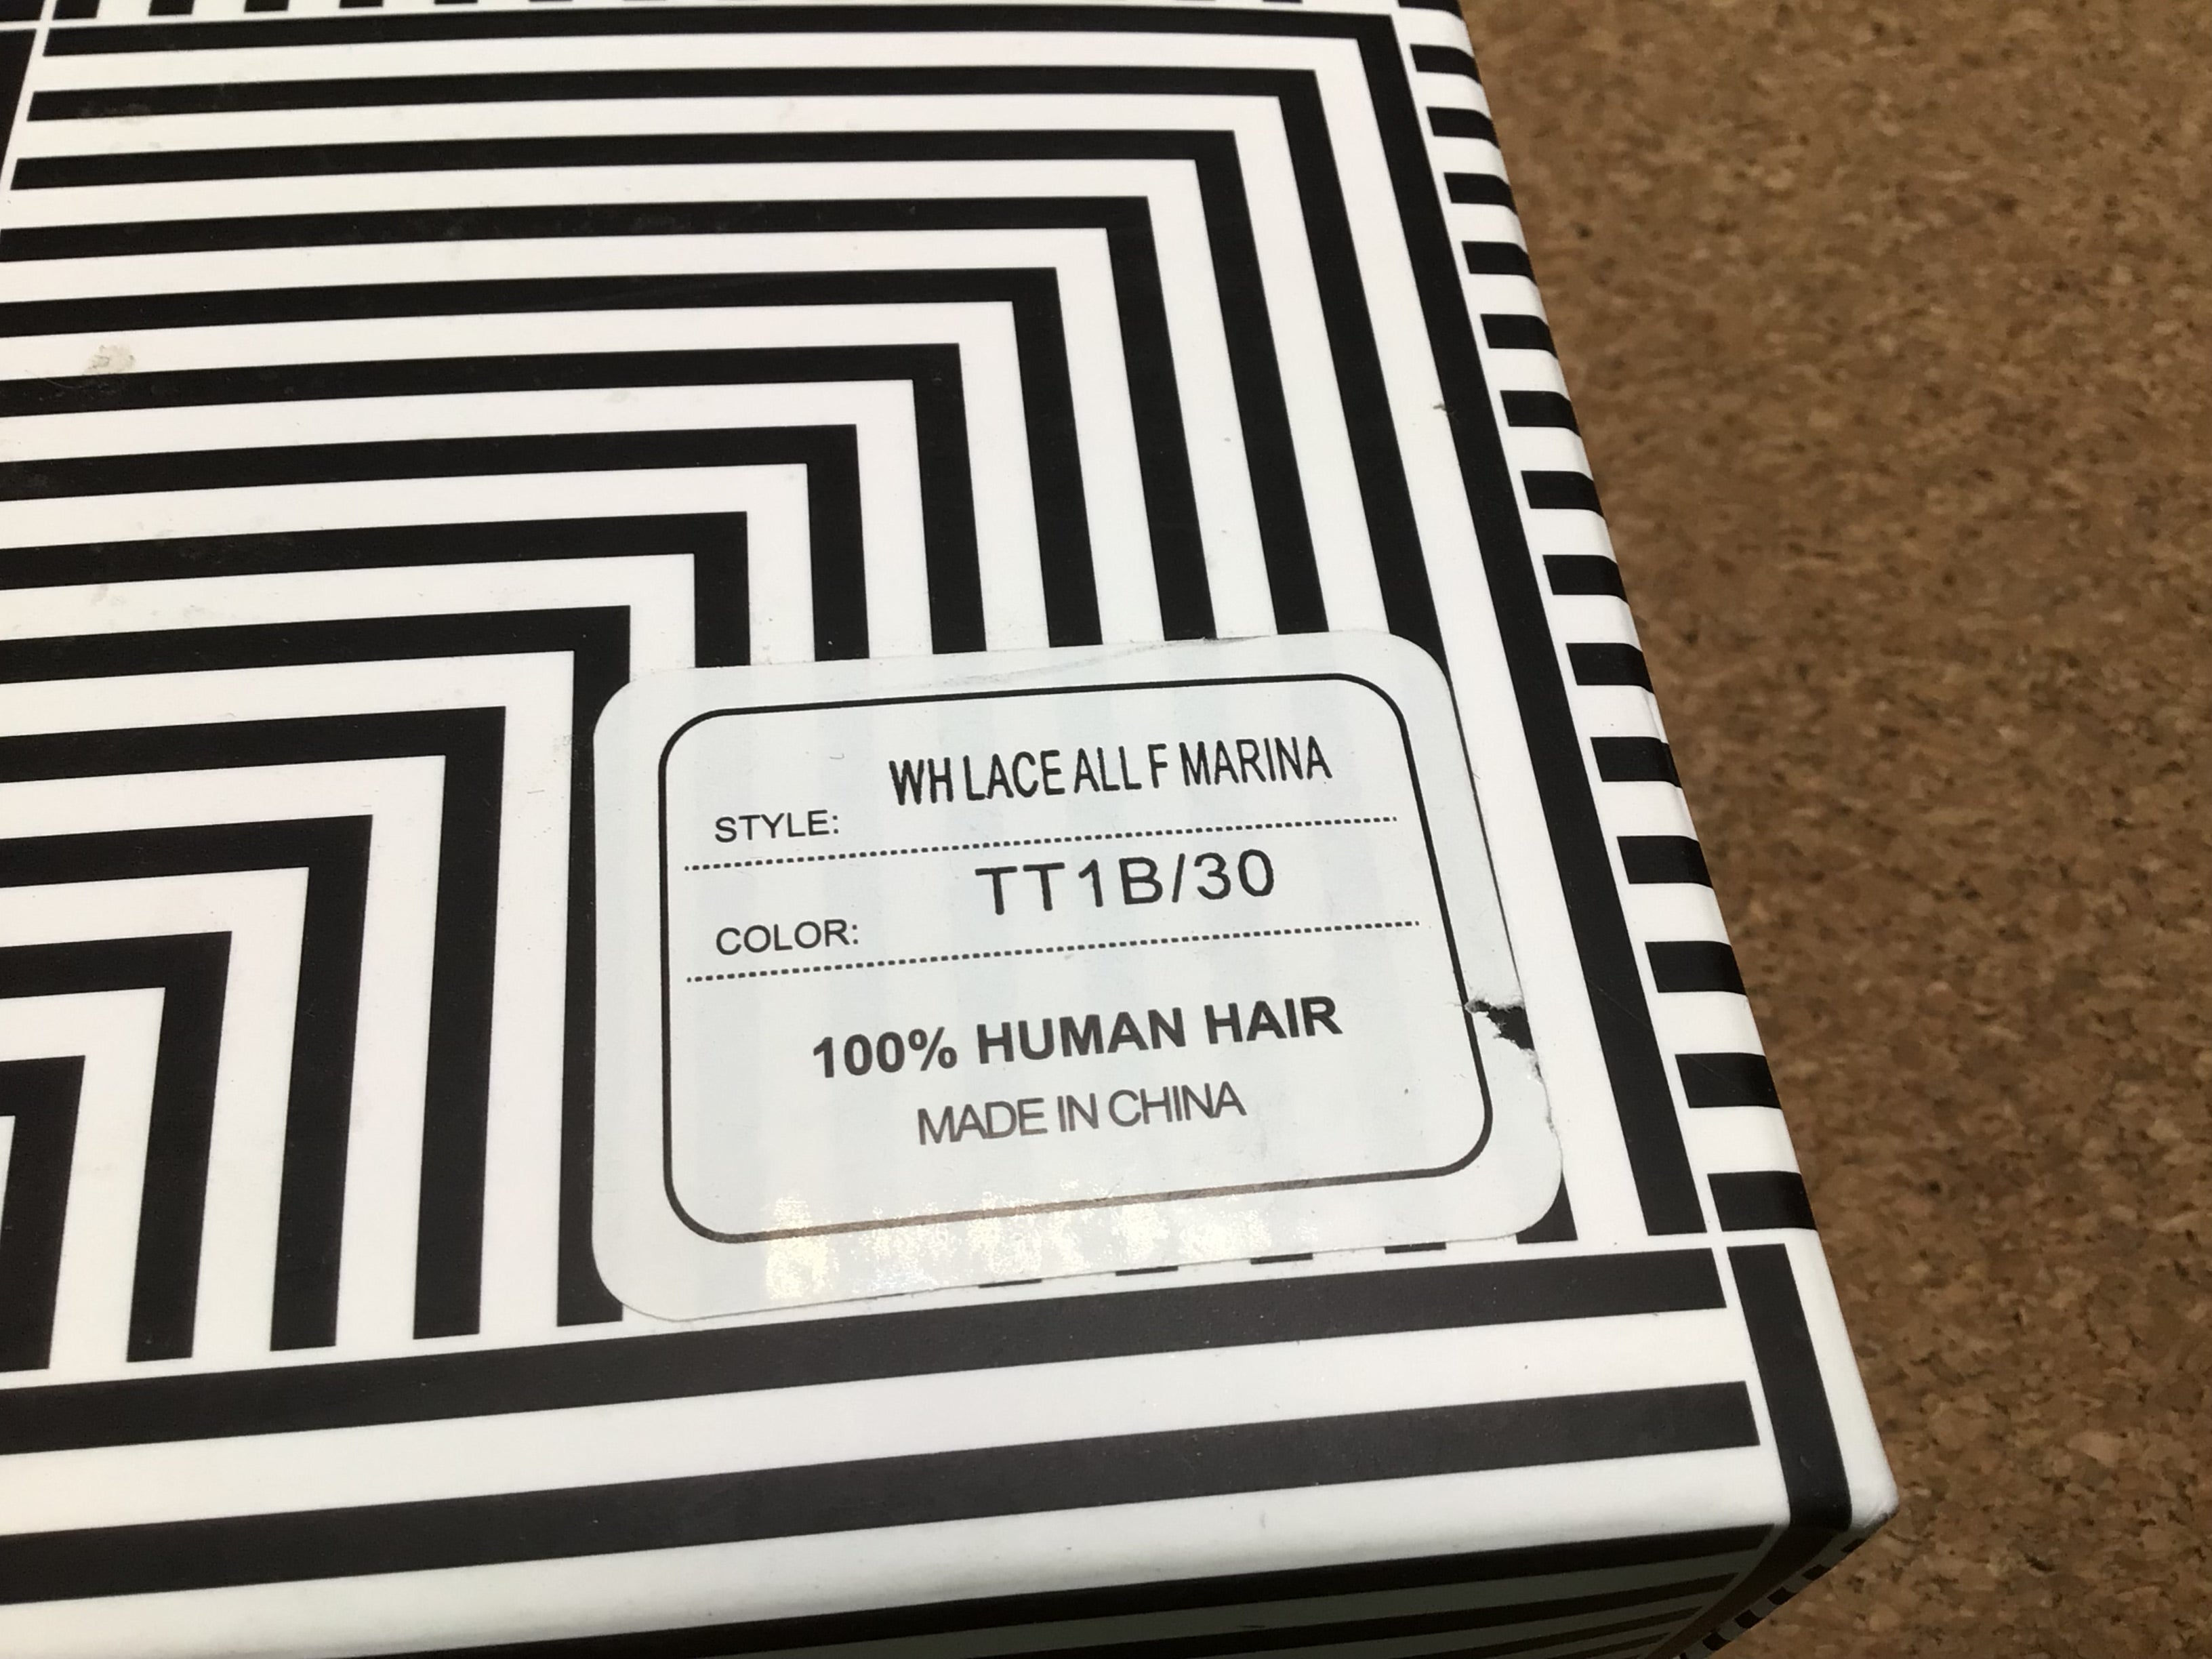 STYLE: WH LACE ALL F MARINA
COLOR: TT1B/30
100% HUMAN HAIR
MADE IN CHINA